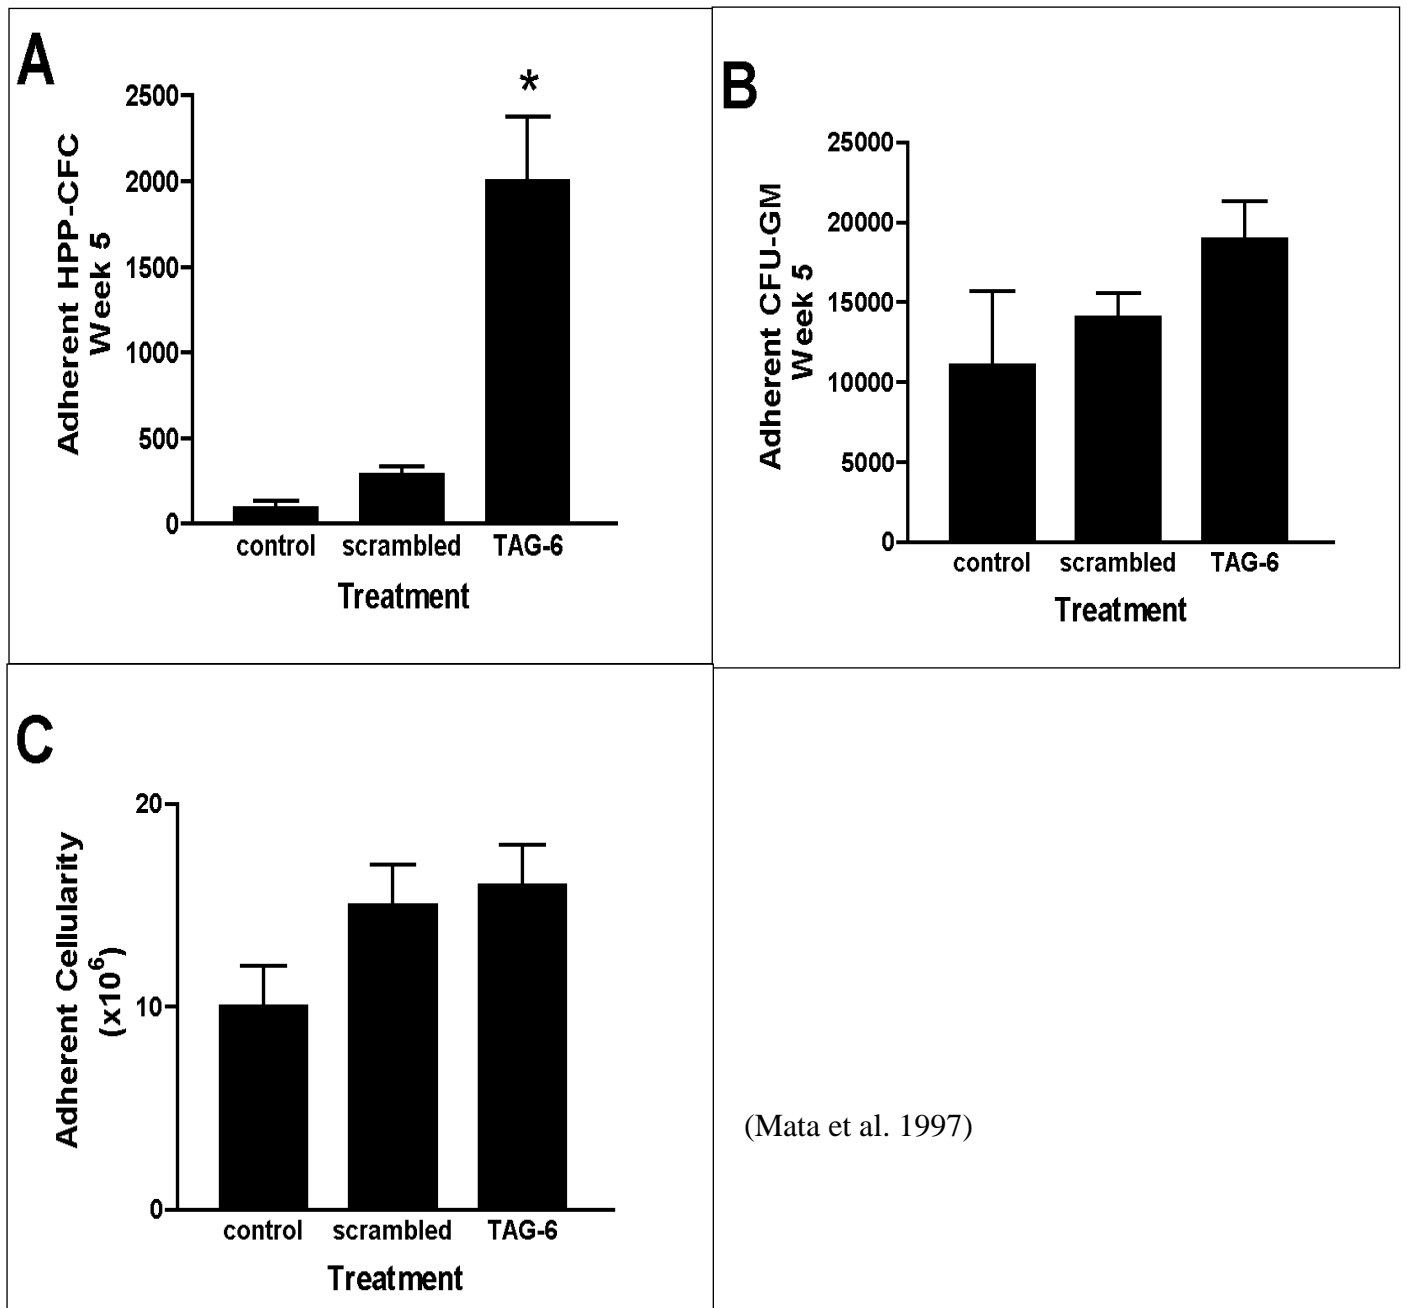 A
*
2500
2000
1500
1000
500
0
Adherent HPP-CFC
Week 5
control scrambled TAG-6
Treatment
B
25000
20000
15000
10000
5000
0
Adherent CFU-GM
Week 5
control scrambled TAG-6
Treatment
C
20
10
0
Adherent Cellularity
(x10⁶)
control scrambled TAG-6
Treatment
(Mata et al. 1997)